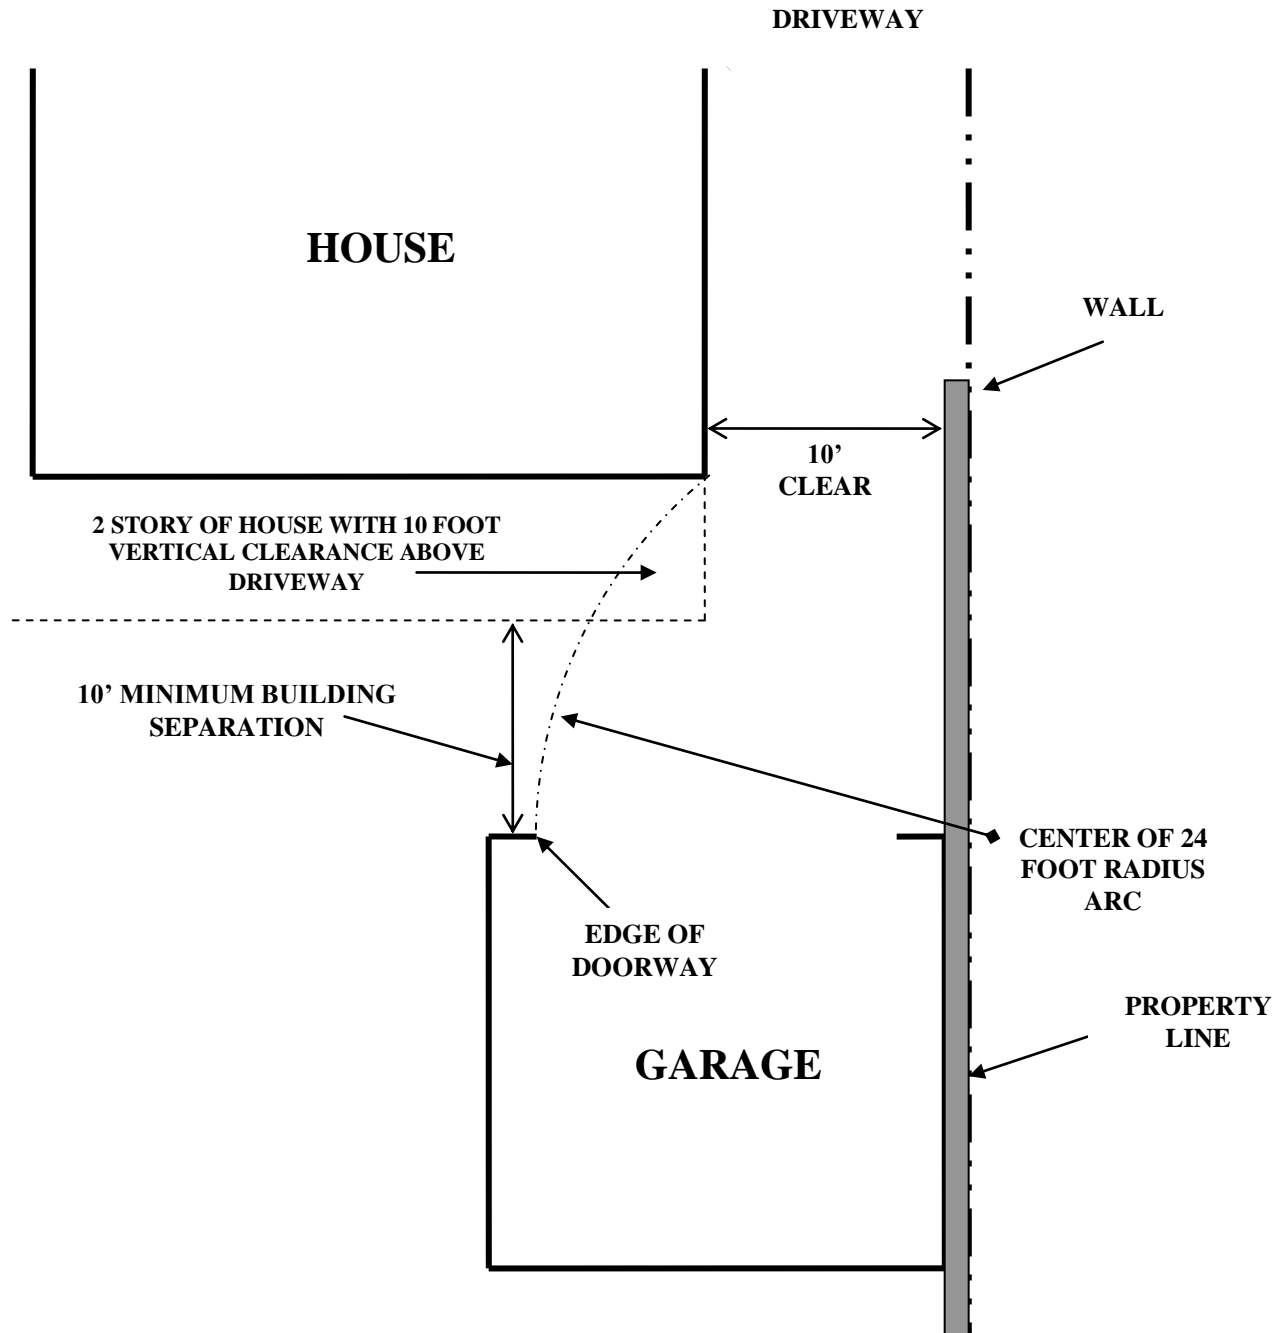 DRIVEWAY
HOUSE
WALL
10’
CLEAR
2 STORY OF HOUSE WITH 10 FOOT
VERTICAL CLEARANCE ABOVE
DRIVEWAY
10’ MINIMUM BUILDING
SEPARATION
CENTER OF 24
FOOT RADIUS
ARC
EDGE OF
DOORWAY
PROPERTY
LINE
GARAGE